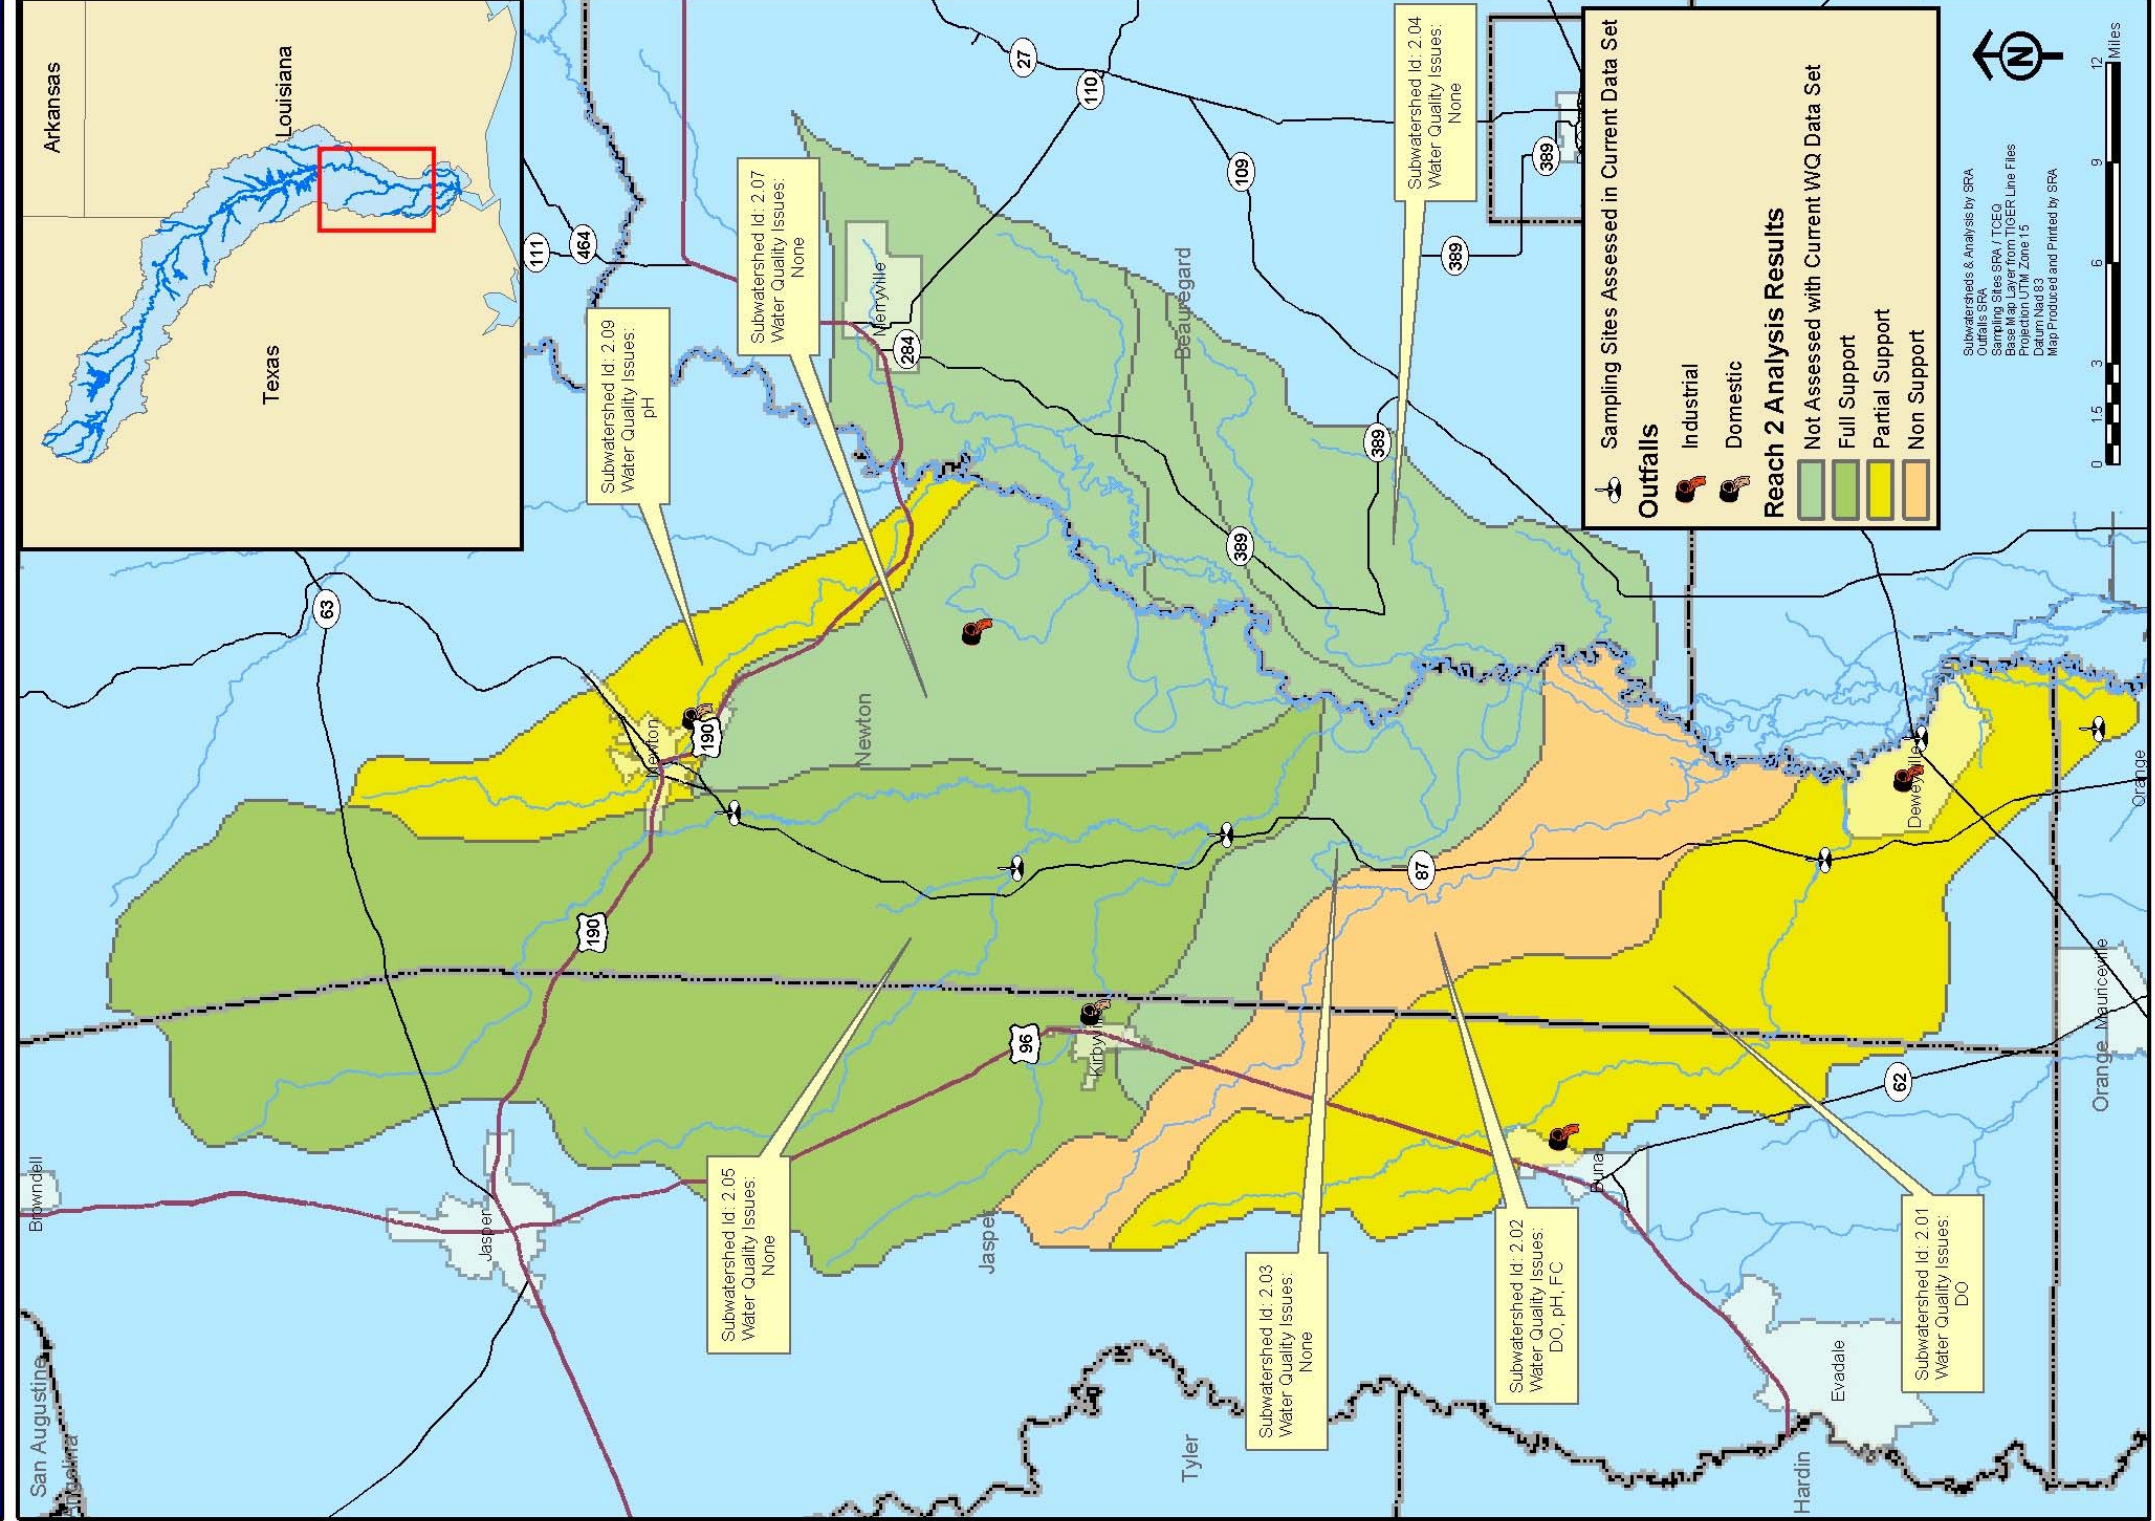 Arkansas
Louisiana
Texas
111
464
27
110
109
389
389
389
389
284
63
190
190
96
87
62
Subwatershed Id: 2.04
Water Quality Issues:
None
Subwatershed Id: 2.07
Water Quality Issues:
None
Subwatershed Id: 2.09
Water Quality Issues:
pH
Subwatershed Id: 2.05
Water Quality Issues:
None
Subwatershed Id: 2.03
Water Quality Issues:
None
Subwatershed Id: 2.02
Water Quality Issues:
DO, pH, FC
Subwatershed Id: 2.01
Water Quality Issues:
DO
Merryville
Beauregard
Newton
Newton
Browndell
Jasper
Jasper
Kirbyville
Buna
Evadale
Deweyville
Orange
Orange
Mauriceville
San Augustine
Angelina
Tyler
Hardin
Sampling Sites Assessed in Current Data Set
Outfalls
Industrial
Domestic
Reach 2 Analysis Results
Not Assessed with Current WQ Data Set
Full Support
Partial Support
Non Support
Subwatersheds & Analysis by SRA
Outfalls SRA
Sampling Sites SRA / TCEQ
Base Map Layer from TIGER Line Files
Projection UTM Zone 15
Datum Nad 83
Map Produced and Printed by SRA
N
0 1.5 3 6 9 12
Miles